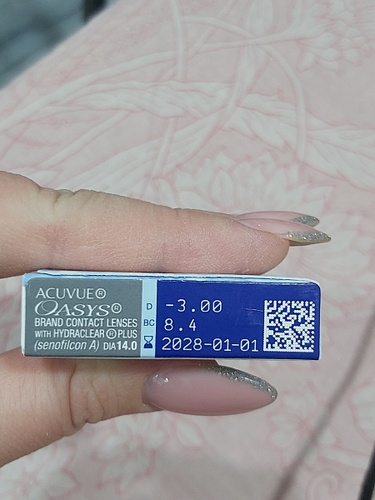 ACUVUE®
OASYS®
BRAND CONTACT LENSES
WITH HYDRACLEAR® PLUS
(senofilcon A) DIA 14.0
D -3.00
BC 8.4
2028-01-01